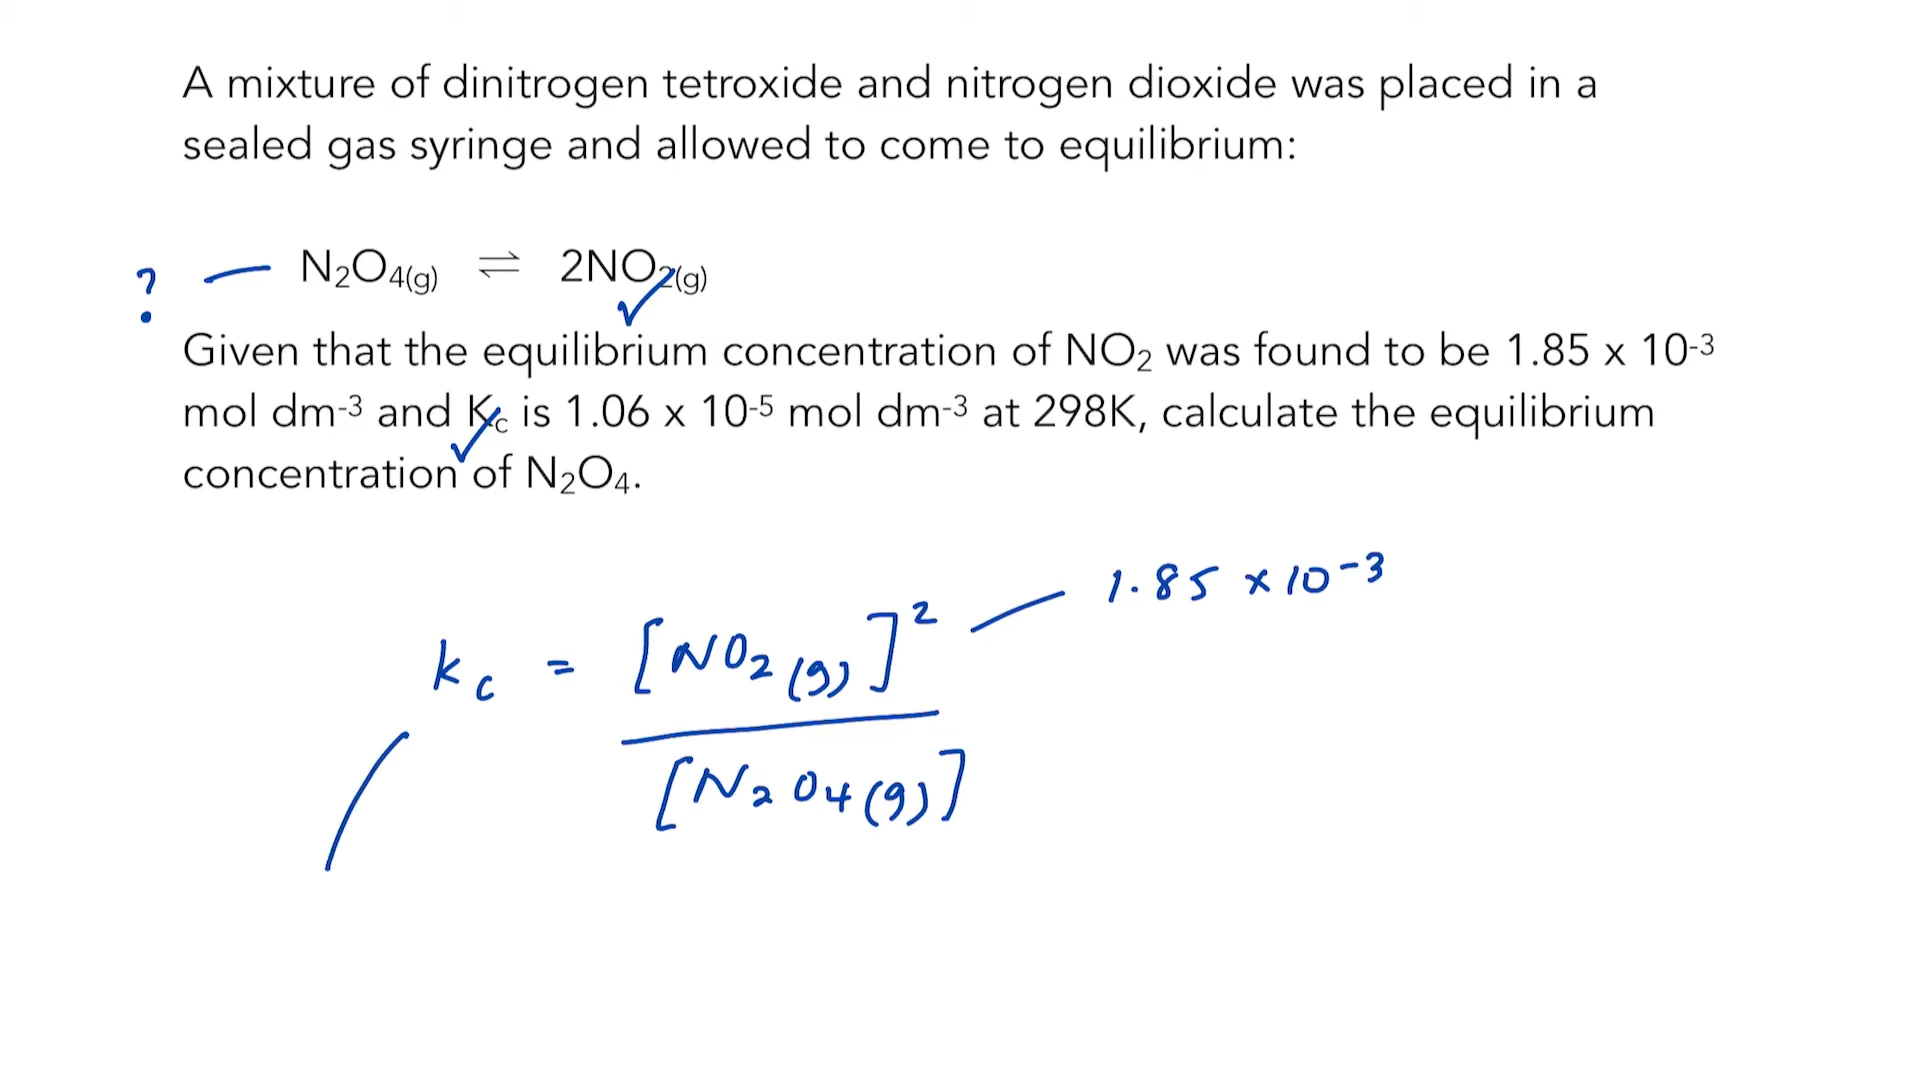 A mixture of dinitrogen tetroxide and nitrogen dioxide was placed in a
sealed gas syringe and allowed to come to equilibrium:
? — N₂O₄(g) ⇌ 2NO₂(g) ✓
Given that the equilibrium concentration of NO₂ was found to be 1.85 x 10⁻³
mol dm⁻³ and Kc is 1.06 x 10⁻⁵ mol dm⁻³ at 298K, calculate the equilibrium
concentration of N₂O₄.
1.85 x 10⁻³
kc = [NO₂(g)]²
[N₂O₄(g)]